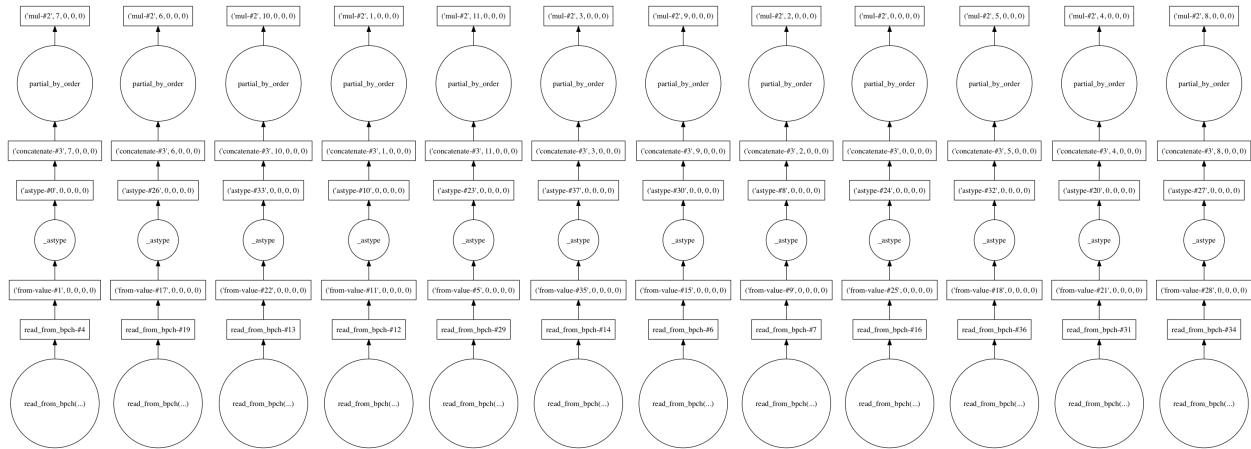 ('mul-#2', 7, 0, 0, 0) ('mul-#2', 6, 0, 0, 0) ('mul-#2', 10, 0, 0, 0) ('mul-#2', 1, 0, 0, 0) ('mul-#2', 11, 0, 0, 0) ('mul-#2', 3, 0, 0, 0) ('mul-#2', 9, 0, 0, 0) ('mul-#2', 2, 0, 0, 0) ('mul-#2', 0, 0, 0, 0) ('mul-#2', 5, 0, 0, 0) ('mul-#2', 4, 0, 0, 0) ('mul-#2', 8, 0, 0, 0)
partial_by_order partial_by_order partial_by_order partial_by_order partial_by_order partial_by_order partial_by_order partial_by_order partial_by_order partial_by_order partial_by_order partial_by_order
('concatenate-#3', 7, 0, 0, 0) ('concatenate-#3', 6, 0, 0, 0) ('concatenate-#3', 10, 0, 0, 0) ('concatenate-#3', 1, 0, 0, 0) ('concatenate-#3', 11, 0, 0, 0) ('concatenate-#3', 3, 0, 0, 0) ('concatenate-#3', 9, 0, 0, 0) ('concatenate-#3', 2, 0, 0, 0) ('concatenate-#3', 0, 0, 0, 0) ('concatenate-#3', 5, 0, 0, 0) ('concatenate-#3', 4, 0, 0, 0) ('concatenate-#3', 8, 0, 0, 0)
('astype-#0', 0, 0, 0, 0) ('astype-#26', 0, 0, 0, 0) ('astype-#33', 0, 0, 0, 0) ('astype-#10', 0, 0, 0, 0) ('astype-#23', 0, 0, 0, 0) ('astype-#37', 0, 0, 0, 0) ('astype-#30', 0, 0, 0, 0) ('astype-#8', 0, 0, 0, 0) ('astype-#24', 0, 0, 0, 0) ('astype-#32', 0, 0, 0, 0) ('astype-#20', 0, 0, 0, 0) ('astype-#27', 0, 0, 0, 0)
_astype _astype _astype _astype _astype _astype _astype _astype _astype _astype _astype _astype
('from-value-#1', 0, 0, 0, 0) ('from-value-#17', 0, 0, 0, 0) ('from-value-#22', 0, 0, 0, 0) ('from-value-#11', 0, 0, 0, 0) ('from-value-#5', 0, 0, 0, 0) ('from-value-#35', 0, 0, 0, 0) ('from-value-#15', 0, 0, 0, 0) ('from-value-#9', 0, 0, 0, 0) ('from-value-#25', 0, 0, 0, 0) ('from-value-#18', 0, 0, 0, 0) ('from-value-#21', 0, 0, 0, 0) ('from-value-#28', 0, 0, 0, 0)
read_from_bpch-#4 read_from_bpch-#19 read_from_bpch-#13 read_from_bpch-#12 read_from_bpch-#29 read_from_bpch-#14 read_from_bpch-#6 read_from_bpch-#7 read_from_bpch-#16 read_from_bpch-#36 read_from_bpch-#31 read_from_bpch-#34
read_from_bpch(...) read_from_bpch(...) read_from_bpch(...) read_from_bpch(...) read_from_bpch(...) read_from_bpch(...) read_from_bpch(...) read_from_bpch(...) read_from_bpch(...) read_from_bpch(...) read_from_bpch(...) read_from_bpch(...)